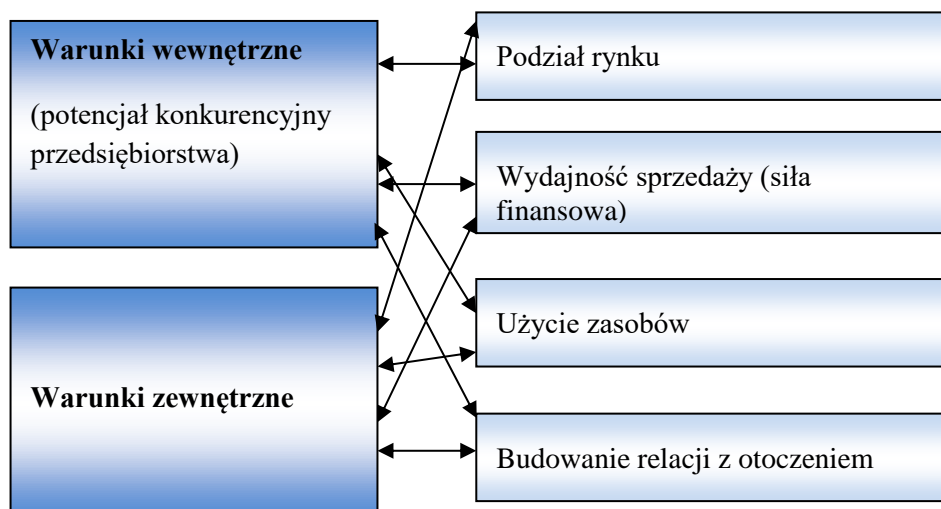 Warunki wewnętrzne
(potencjał konkurencyjny
przedsiębiorstwa)
Warunki zewnętrzne
Podział rynku
Wydajność sprzedaży (siła
finansowa)
Użycie zasobów
Budowanie relacji z otoczeniem